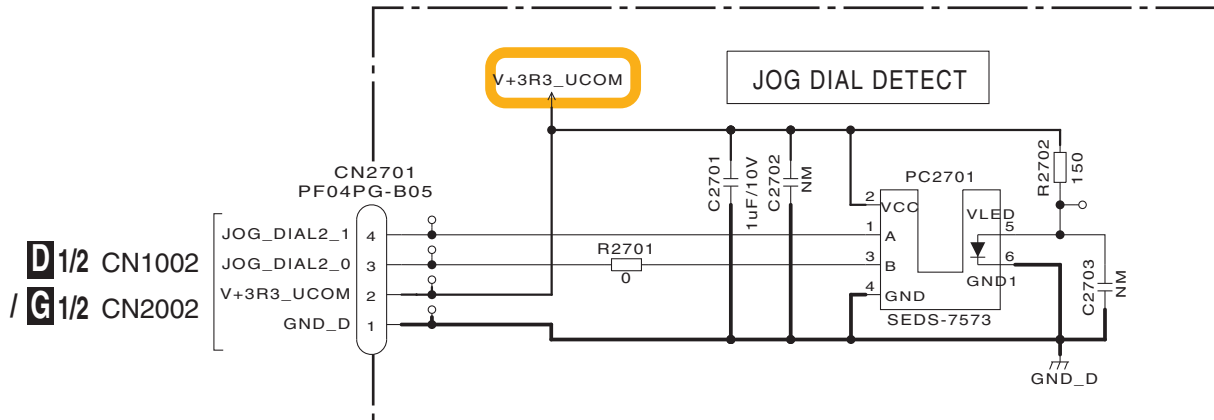 V+3R3_UCOM
JOG DIAL DETECT
CN2701
PF04PG-B05
C2701
1uF/10V
C2702
NM
PC2701
R2702
150
2
VCC
VLED
JOG_DIAL2_1 4
1 A
5
D 1/2 CN1002
JOG_DIAL2_0 3
R2701
0
3 B
6
GND1
/ G 1/2 CN2002
V+3R3_UCOM 2
4
GND
C2703
NM
GND_D 1
SEDS-7573
GND_D